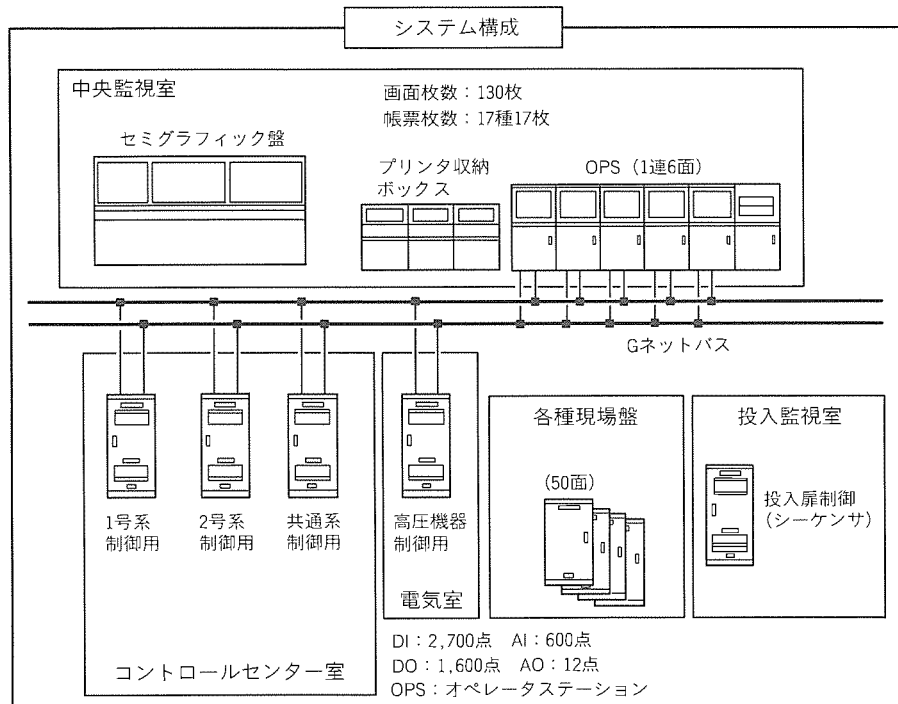 システム構成
中央監視室
画面枚数：130枚
帳票枚数：17種17枚
セミグラフィック盤
プリンタ収納
ボックス
OPS（1連6面）
Gネットバス
1号系
制御用
2号系
制御用
共通系
制御用
コントロールセンター室
高圧機器
制御用
電気室
各種現場盤
(50面)
投入監視室
投入扉制御
(シーケンサ)
DI：2,700点　AI：600点
DO：1,600点　AO：12点
OPS：オペレータステーション